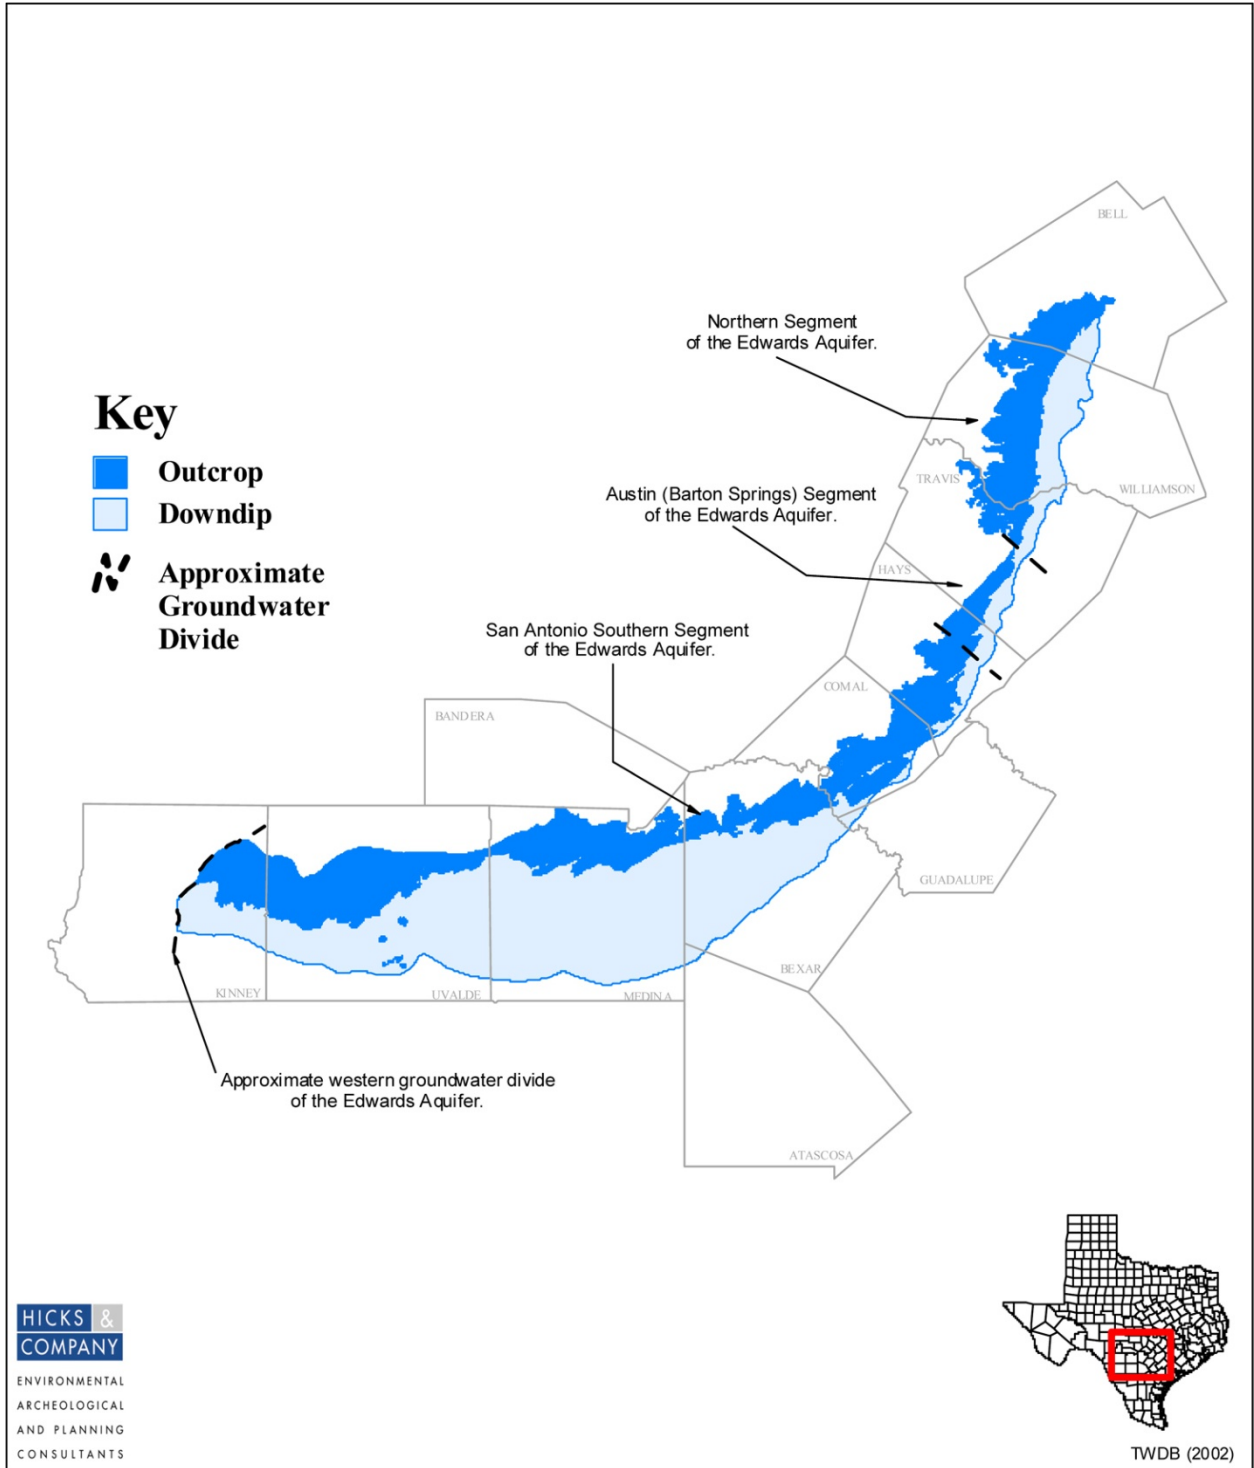 BELL
Northern Segment
of the Edwards Aquifer.
Key
Outcrop
Downdip
Approximate
Groundwater
Divide
TRAVIS
WILLIAMSON
Austin (Barton Springs) Segment
of the Edwards Aquifer.
HAYS
San Antonio Southern Segment
of the Edwards Aquifer.
COMAL
BANDERA
GUADALUPE
BEXAR
KINNEY
UVALDE
MEDINA
Approximate western groundwater divide
of the Edwards Aquifer.
ATASCOSA
HICKS &
COMPANY
ENVIRONMENTAL
ARCHEOLOGICAL
AND PLANNING
CONSULTANTS
TWDB (2002)